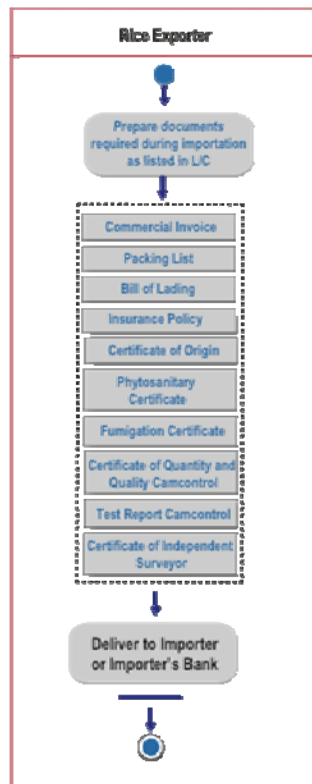 Rice Exporter
Prepare documents
required during importation
as listed in L/C
Commercial Invoice
Packing List
Bill of Lading
Insurance Policy
Certificate of Origin
Phytosanitary
Certificate
Fumigation Certificate
Certificate of Quantity and
Quality Camcontrol
Test Report Camcontrol
Certificate of Independent
Surveyor
Deliver to Importer
or Importer's Bank